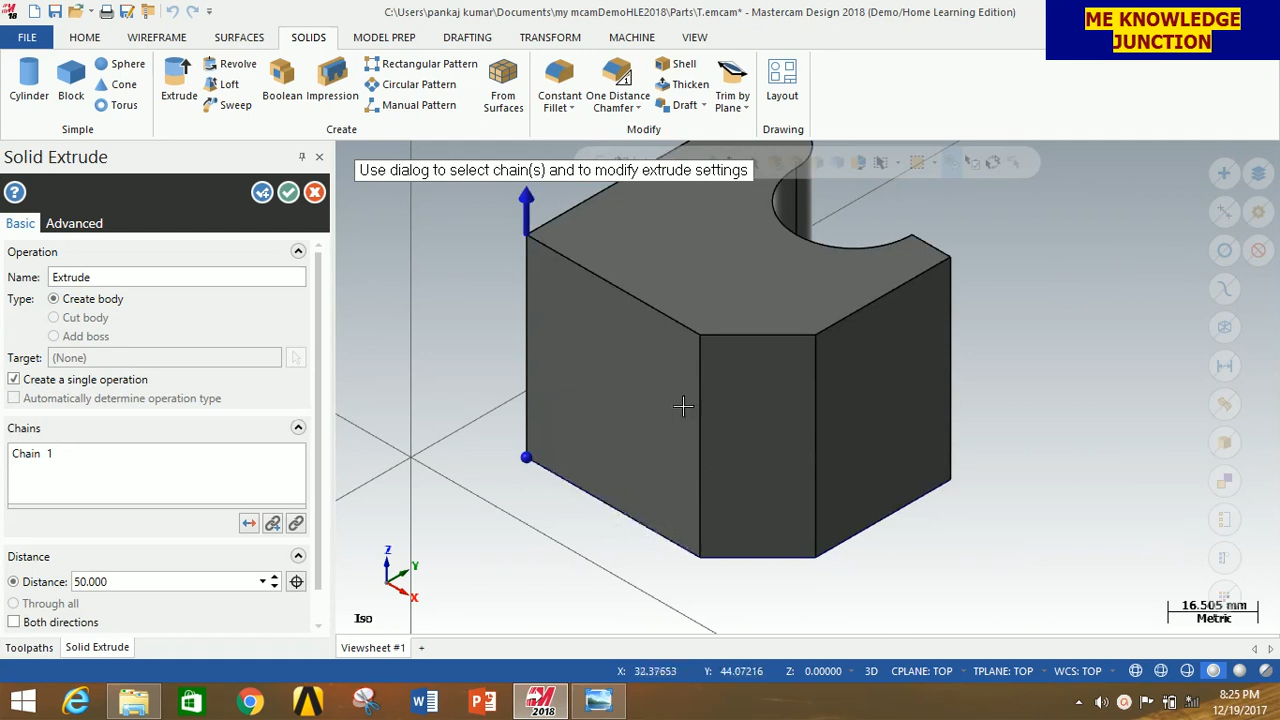 18
C:\Users\pankaj kumar\Documents\my mcamDemoHLE2018\Parts\T.emcam* - Mastercam Design 2018 (Demo/Home Learning Edition)
ME KNOWLEDGE
JUNCTION
FILE HOME WIREFRAME SURFACES SOLIDS MODEL PREP DRAFTING TRANSFORM MACHINE VIEW
Cylinder Block Sphere Cone Torus
Extrude Revolve Loft Sweep Boolean Impression Rectangular Pattern Circular Pattern Manual Pattern From Surfaces
Constant Fillet One Distance Chamfer Shell Thicken Draft Trim by Plane Layout
Simple Create Modify Drawing
Solid Extrude
Use dialog to select chain(s) and to modify extrude settings
Basic Advanced
Operation
Name: Extrude
Type: Create body
Cut body
Add boss
Target: (None)
Create a single operation
Automatically determine operation type
Chains
Chain 1
Distance
Distance: 50.000
Through all
Both directions
Z
Y
X
Iso
16.505 mm
Metric
Toolpaths Solid Extrude Viewsheet #1 +
X: 32.37653 Y: 44.07216 Z: 0.00000 3D CPLANE: TOP TPLANE: TOP WCS: TOP
2018
8:25 PM
12/19/2017